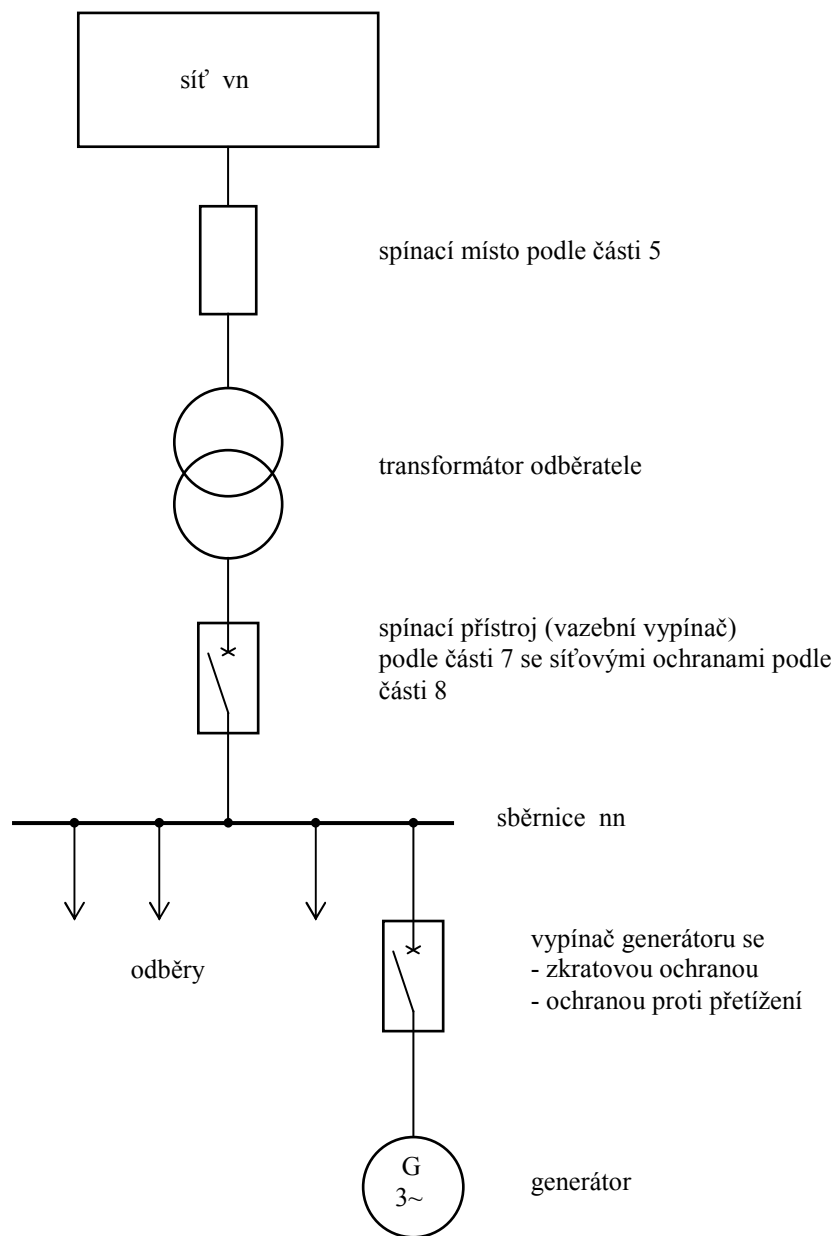 síť vn
spínací místo podle části 5
transformátor odběratele
spínací přístroj (vazební vypínač)
podle části 7 se síťovými ochranami podle
části 8
sběrnice nn
odběry
vypínač generátoru se
- zkratovou ochranou
- ochranou proti přetížení
G
3~
generátor